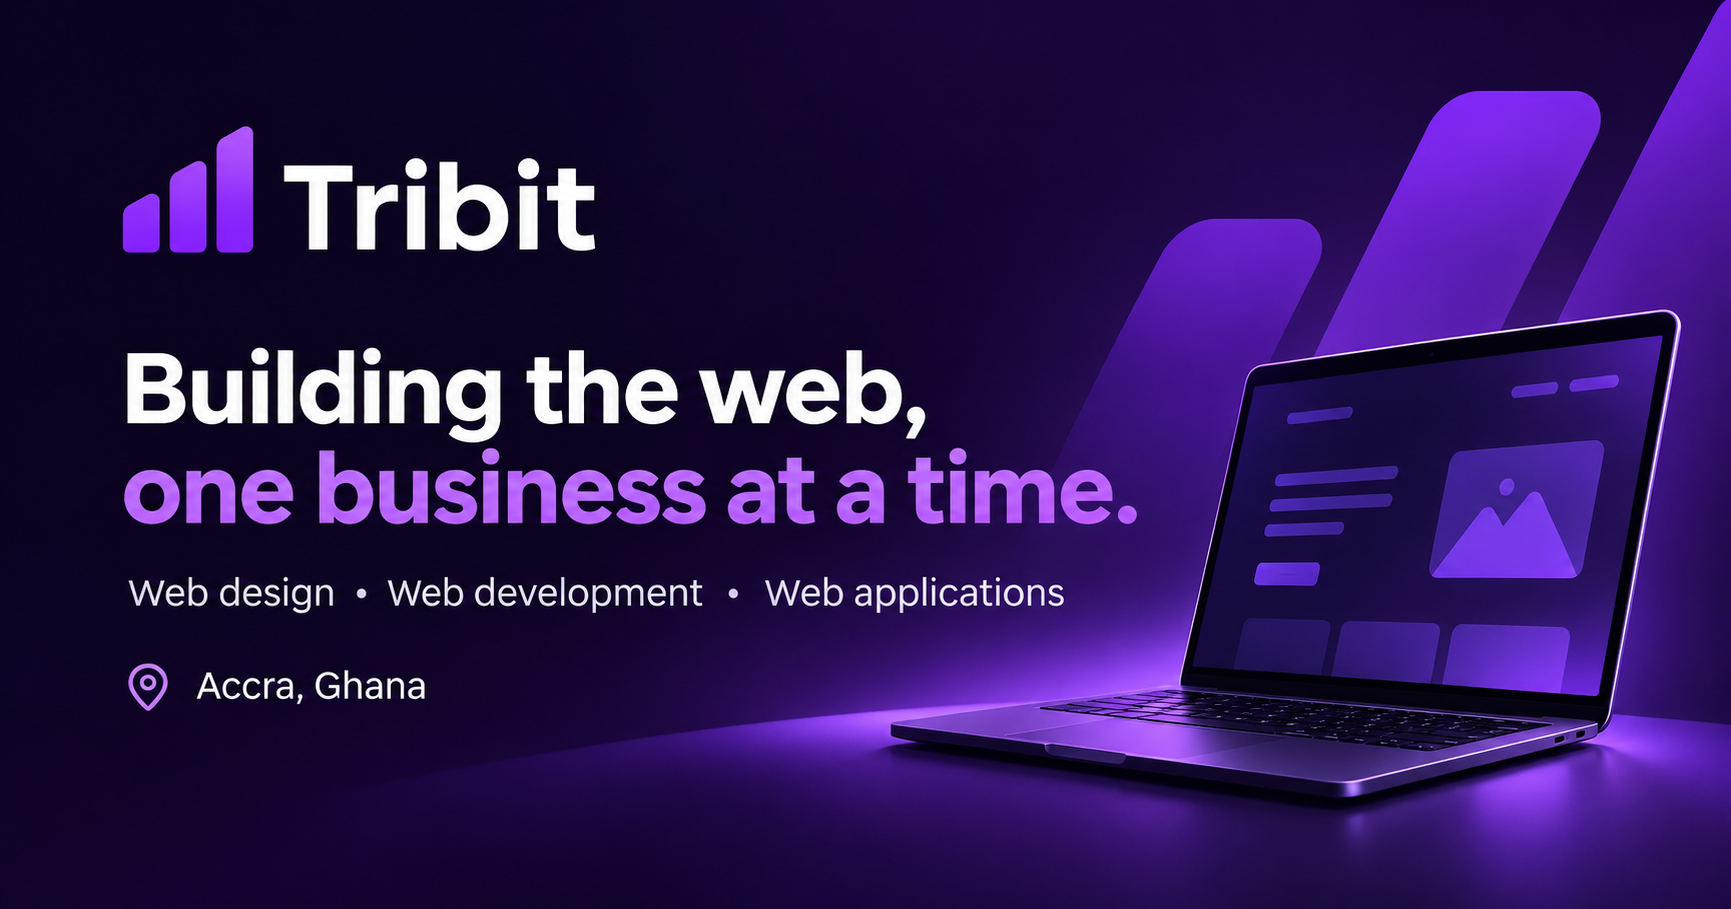 Tribit
Building the web,
one business at a time.
Web design • Web development • Web applications
Accra, Ghana